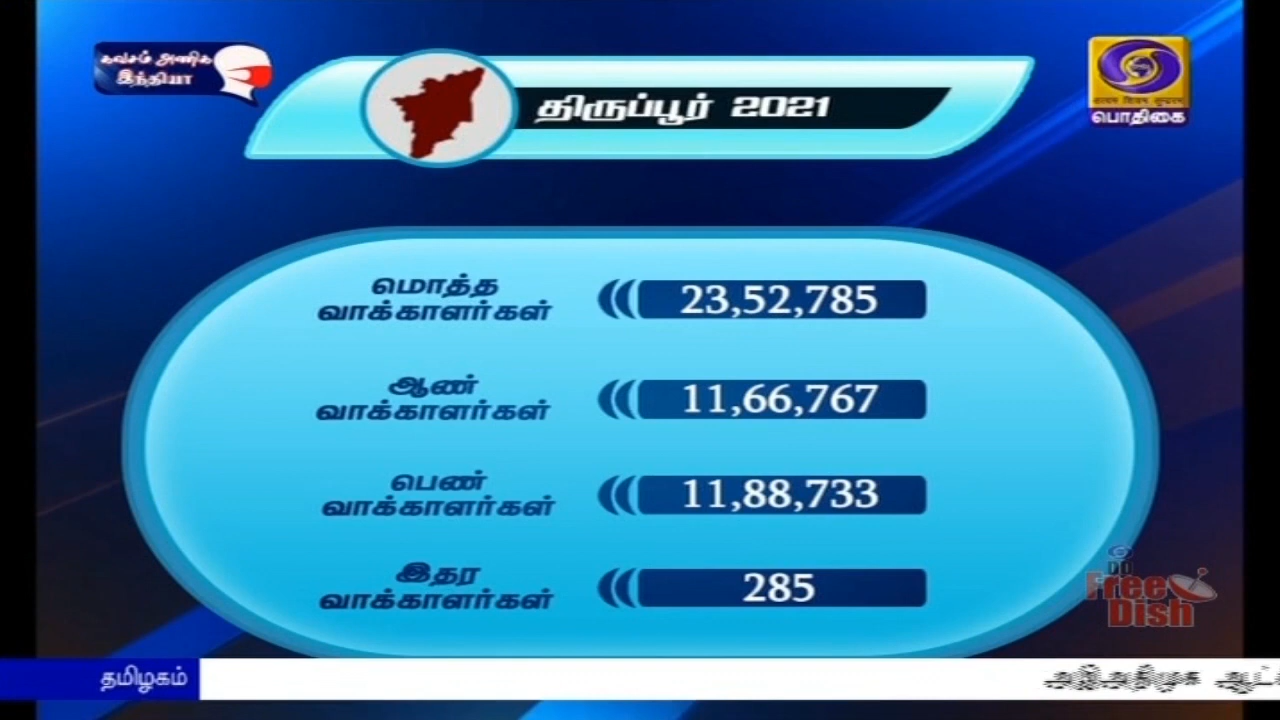 கவசம் அணிக
இந்தியா
திருப்பூர் 2021
பொதிகை
மொத்த
வாக்காளர்கள்
23,52,785
ஆண்
வாக்காளர்கள்
11,66,767
பெண்
வாக்காளர்கள்
11,88,733
இதர
வாக்காளர்கள்
285
DD
Free
Dish
தமிழகம்